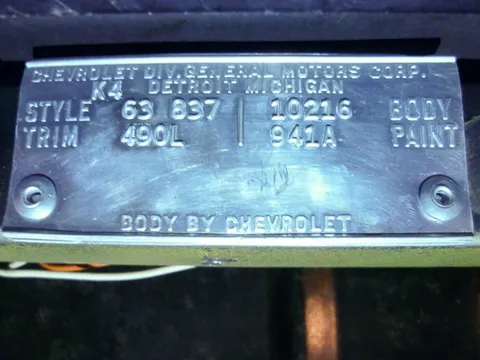 CHEVROLET DIV. GENERAL MOTORS CORP.
K4 DETROIT MICHIGAN
STYLE 63 837 10216 BODY
TRIM 490L 941A PAINT
BODY BY CHEVROLET